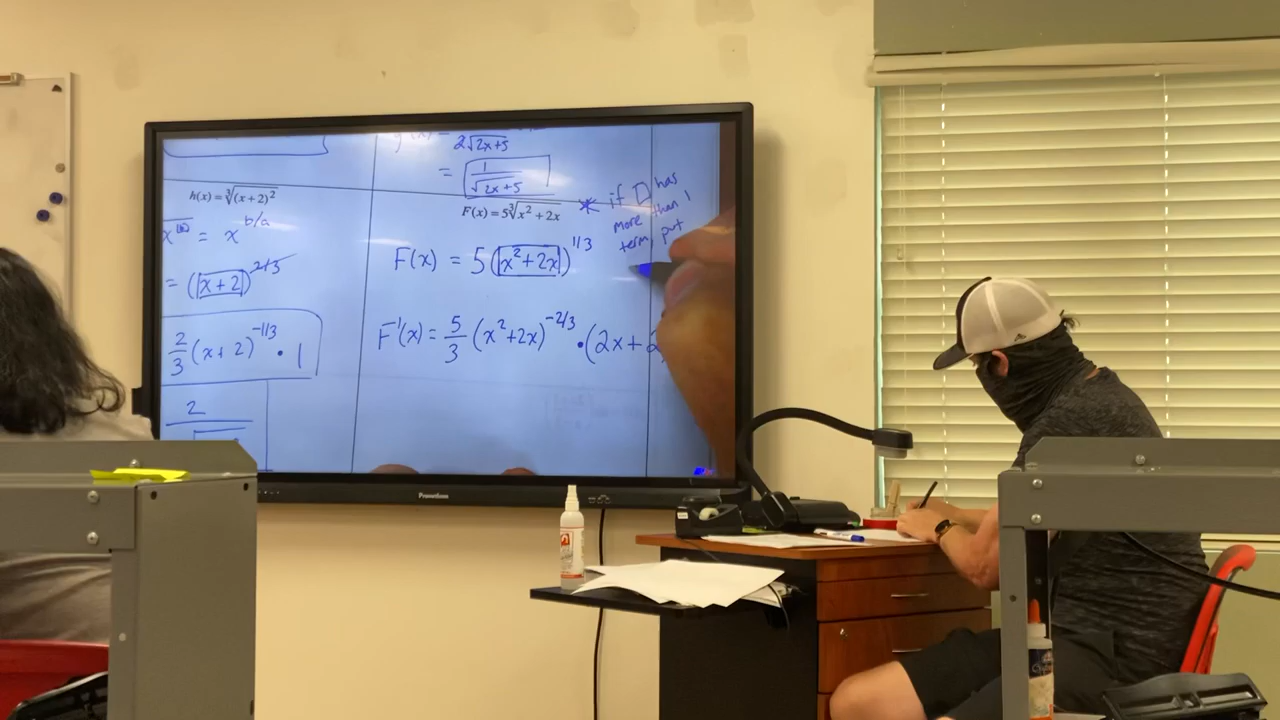 2√2x+5
= 1/√2x+5
h(x) = ∛(x + 2)²
x = x^b/a
= (x+2)^2/3
2/3 (x+2)^-1/3 • 1
2
F(x) = 5∛x² + 2x
F(x) = 5(x²+2x)^1/3
F'(x) = 5/3 (x²+2x)^-2/3 • (2x+2
* if □ has
more than 1
term, put
Promethean